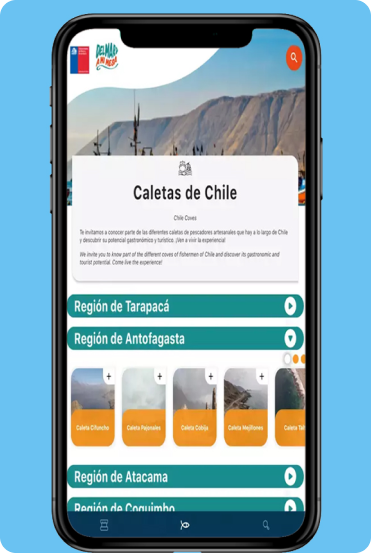 DEL MAR
A MI MESA
Caletas de Chile
Chile Coves
Te invitamos a conocer parte de las diferentes caletas de pescadores artesanales que hay a lo largo de Chile
y descubrir su potencial gastronómico y turístico. ¡Ven a vivir la experiencia!
We invite you to know part of the different coves of fishermen of Chile and discover its gastronomic and
tourist potential. Come live the experience!
Región de Tarapacá
Región de Antofagasta
+ + + +
Caleta Cifuncho Caleta Pajonales Caleta Cobija Caleta Mejillones Caleta Tal
Región de Atacama
Región de Coquimbo